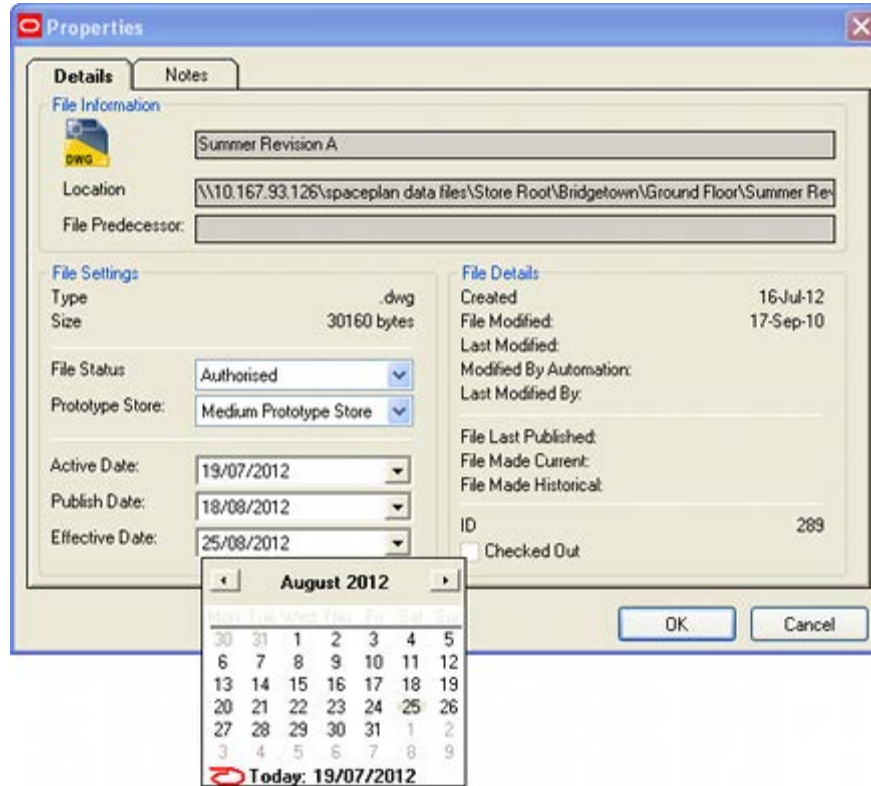 Properties
Details Notes
File Information
DWG
Summer Revision A
Location \\10.167.93.126\spaceplan data files\Store Root\Bridgetown\Ground Floor\Summer Rev
File Predecessor:
File Settings
Type .dwg
Size 30160 bytes
File Status Authorised
Prototype Store: Medium Prototype Store
Active Date: 19/07/2012
Publish Date: 18/08/2012
Effective Date: 25/08/2012
File Details
Created 16-Jul-12
File Modified: 17-Sep-10
Last Modified:
Modified By Automation:
Last Modified By:
File Last Published:
File Made Current:
File Made Historical:
ID 289
Checked Out
August 2012
Mon Tue Wed Thu Fri Sat Sun
30 31 1 2 3 4 5
6 7 8 9 10 11 12
13 14 15 16 17 18 19
20 21 22 23 24 25 26
27 28 29 30 31 1 2
3 4 5 6 7 8 9
Today: 19/07/2012
OK Cancel